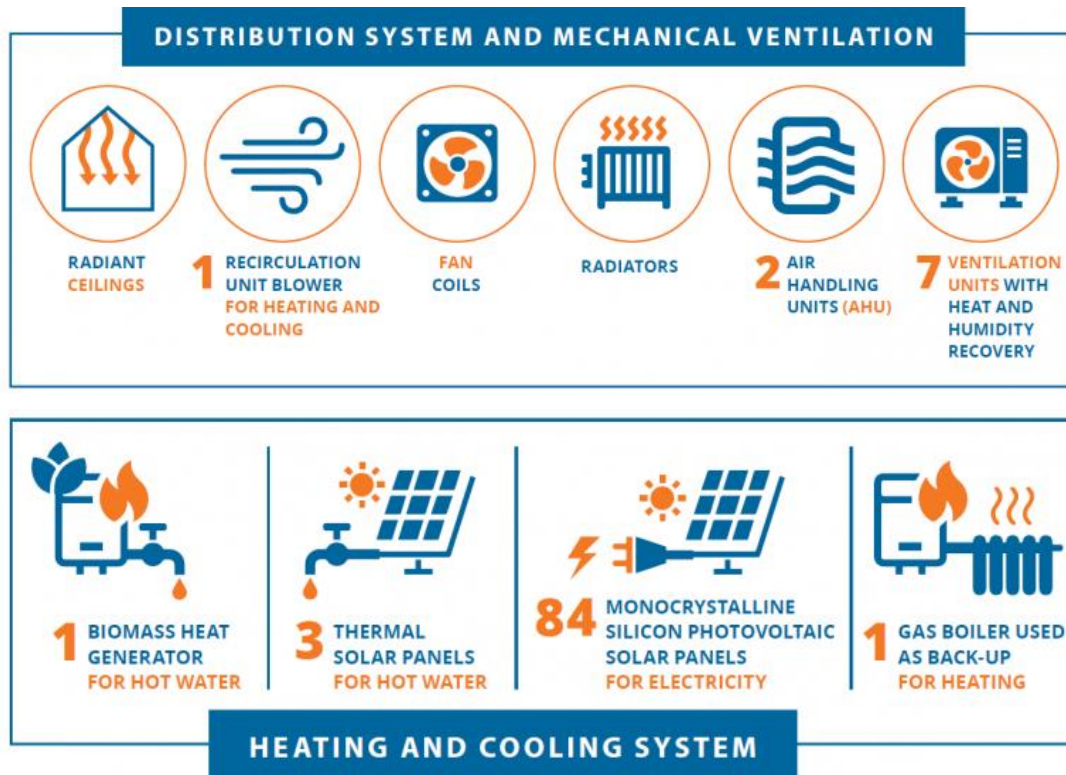 DISTRIBUTION SYSTEM AND MECHANICAL VENTILATION
RADIANT
CEILINGS
1 RECIRCULATION
UNIT BLOWER
FOR HEATING AND
COOLING
FAN
COILS
RADIATORS
2 AIR
HANDLING
UNITS (AHU)
7 VENTILATION
UNITS WITH
HEAT AND
HUMIDITY
RECOVERY
1 BIOMASS HEAT
GENERATOR
FOR HOT WATER
3 THERMAL
SOLAR PANELS
FOR HOT WATER
84 MONOCRYSTALLINE
SILICON PHOTOVOLTAIC
SOLAR PANELS
FOR ELECTRICITY
1 GAS BOILER USED
AS BACK-UP
FOR HEATING
HEATING AND COOLING SYSTEM